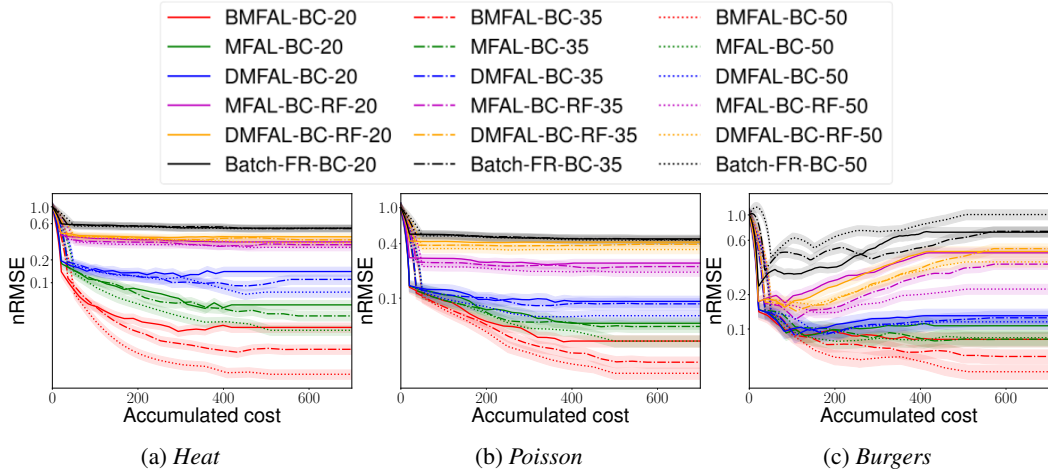 BMFAL-BC-20 BMFAL-BC-35 BMFAL-BC-50
MFAL-BC-20 MFAL-BC-35 MFAL-BC-50
DMFAL-BC-20 DMFAL-BC-35 DMFAL-BC-50
MFAL-BC-RF-20 MFAL-BC-RF-35 MFAL-BC-RF-50
DMFAL-BC-RF-20 DMFAL-BC-RF-35 DMFAL-BC-RF-50
Batch-FR-BC-20 Batch-FR-BC-35 Batch-FR-BC-50
nRMSE
1.0
0.6
0.2
0.1
0 200 400 600
Accumulated cost
(a) Heat
nRMSE
1.0
0.4
0.1
0 200 400 600
Accumulated cost
(b) Poisson
nRMSE
1.0
0.6
0.2
0.1
0 200 400 600
Accumulated cost
(c) Burgers